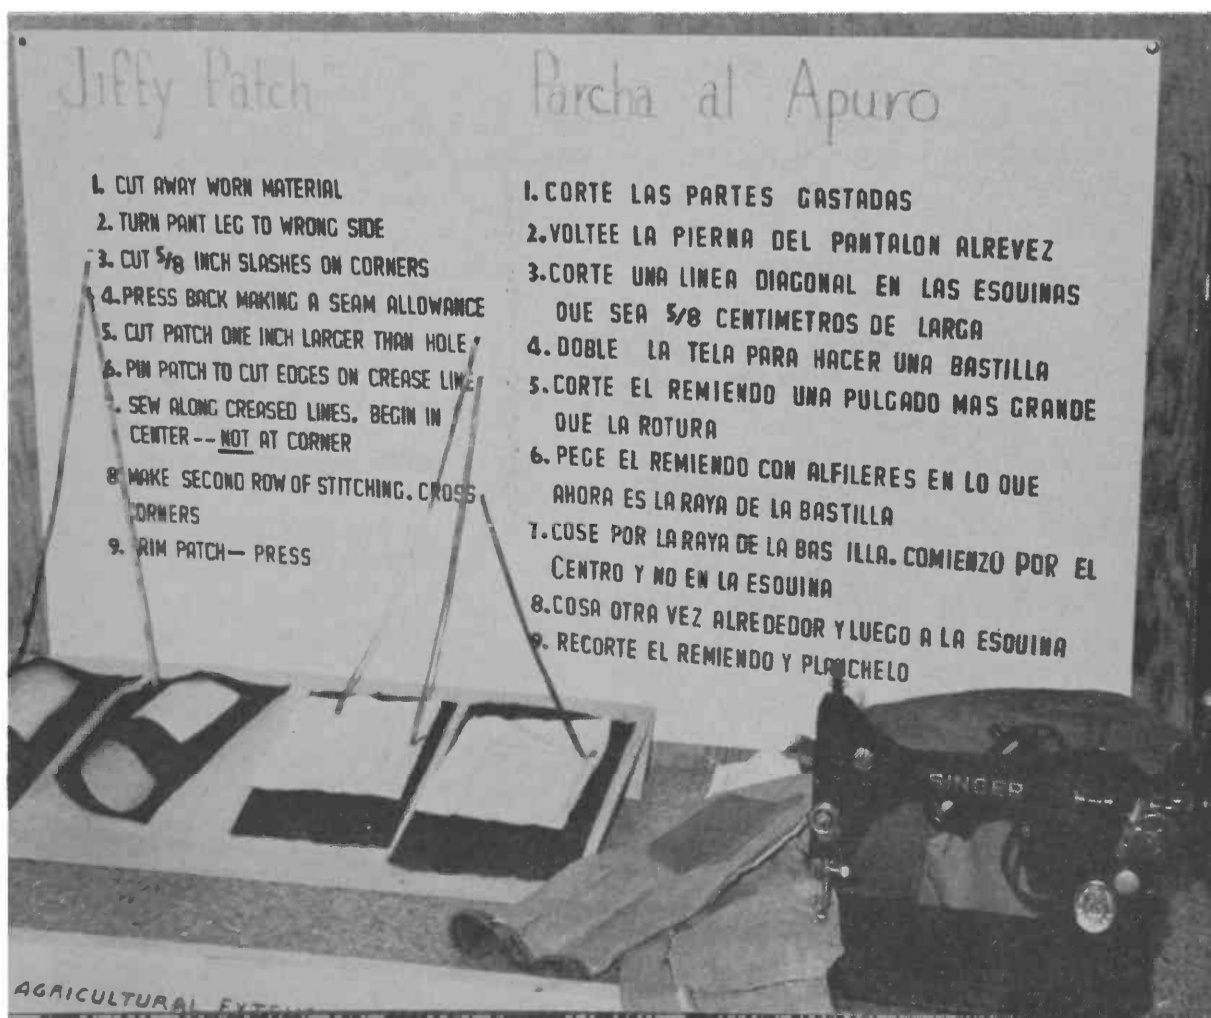 Jiffy Patch
1. CUT AWAY WORN MATERIAL
2. TURN PANT LEG TO WRONG SIDE
3. CUT 5/8 INCH SLASHES ON CORNERS
4. PRESS BACK MAKING A SEAM ALLOWANCE
5. CUT PATCH ONE INCH LARGER THAN HOLE
6. PIN PATCH TO CUT EDGES ON CREASE LINE
. SEW ALONG CREASED LINES. BEGIN IN
CENTER -- NOT AT CORNER
8 MAKE SECOND ROW OF STITCHING. CROSS
CORNERS
9. RIM PATCH - PRESS
Parcha al Apuro
1. CORTE LAS PARTES GASTADAS
2. VOLTEE LA PIERNA DEL PANTALON ALREVEZ
3. CORTE UNA LINEA DIAGONAL EN LAS ESQUINAS
QUE SEA 5/8 CENTIMETROS DE LARGA
4. DOBLE LA TELA PARA HACER UNA BASTILLA
5. CORTE EL REMIENDO UNA PULGADO MAS GRANDE
QUE LA ROTURA
6. PEGE EL REMIENDO CON ALFILERES EN LO QUE
AHORA ES LA RAYA DE LA BASTILLA
7. COSE POR LA RAYA DE LA BAS ILLA. COMIENZO POR EL
CENTRO Y NO EN LA ESQUINA
8. COSA OTRA VEZ ALREDEDOR Y LUEGO A LA ESQUINA
9. RECORTE EL REMIENDO Y PLANCHELO
SINGER
AGRICULTURAL